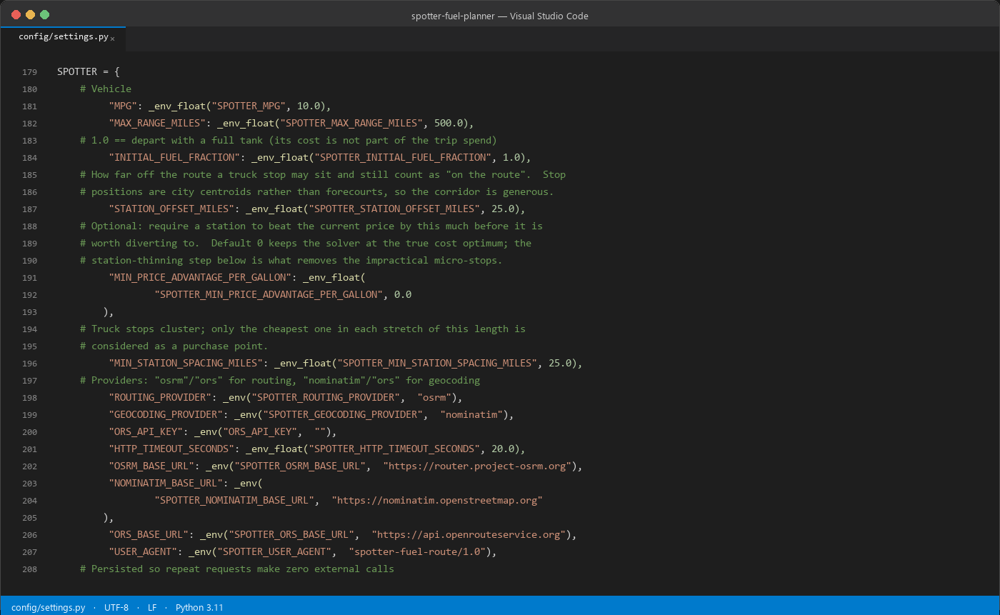 spotter-fuel-planner — Visual Studio Code
config/settings.py ×
179 SPOTTER = {
180 # Vehicle
181 "MPG": _env_float("SPOTTER_MPG", 10.0),
182 "MAX_RANGE_MILES": _env_float("SPOTTER_MAX_RANGE_MILES", 500.0),
183 # 1.0 == depart with a full tank (its cost is not part of the trip spend)
184 "INITIAL_FUEL_FRACTION": _env_float("SPOTTER_INITIAL_FUEL_FRACTION", 1.0),
185 # How far off the route a truck stop may sit and still count as "on the route".  Stop
186 # positions are city centroids rather than forecourts, so the corridor is generous.
187 "STATION_OFFSET_MILES": _env_float("SPOTTER_STATION_OFFSET_MILES", 25.0),
188 # Optional: require a station to beat the current price by this much before it is
189 # worth diverting to.  Default 0 keeps the solver at the true cost optimum; the
190 # station-thinning step below is what removes the impractical micro-stops.
191 "MIN_PRICE_ADVANTAGE_PER_GALLON": _env_float(
192 "SPOTTER_MIN_PRICE_ADVANTAGE_PER_GALLON", 0.0
193 ),
194 # Truck stops cluster; only the cheapest one in each stretch of this length is
195 # considered as a purchase point.
196 "MIN_STATION_SPACING_MILES": _env_float("SPOTTER_MIN_STATION_SPACING_MILES", 25.0),
197 # Providers: "osrm"/"ors" for routing, "nominatim"/"ors" for geocoding
198 "ROUTING_PROVIDER": _env("SPOTTER_ROUTING_PROVIDER",  "osrm"),
199 "GEOCODING_PROVIDER": _env("SPOTTER_GEOCODING_PROVIDER",  "nominatim"),
200 "ORS_API_KEY": _env("ORS_API_KEY",  ""),
201 "HTTP_TIMEOUT_SECONDS": _env_float("SPOTTER_HTTP_TIMEOUT_SECONDS", 20.0),
202 "OSRM_BASE_URL": _env("SPOTTER_OSRM_BASE_URL",  "https://router.project-osrm.org"),
203 "NOMINATIM_BASE_URL": _env(
204 "SPOTTER_NOMINATIM_BASE_URL",  "https://nominatim.openstreetmap.org"
205 ),
206 "ORS_BASE_URL": _env("SPOTTER_ORS_BASE_URL",  "https://api.openrouteservice.org"),
207 "USER_AGENT": _env("SPOTTER_USER_AGENT",  "spotter-fuel-route/1.0"),
208 # Persisted so repeat requests make zero external calls
config/settings.py · UTF-8 · LF · Python 3.11